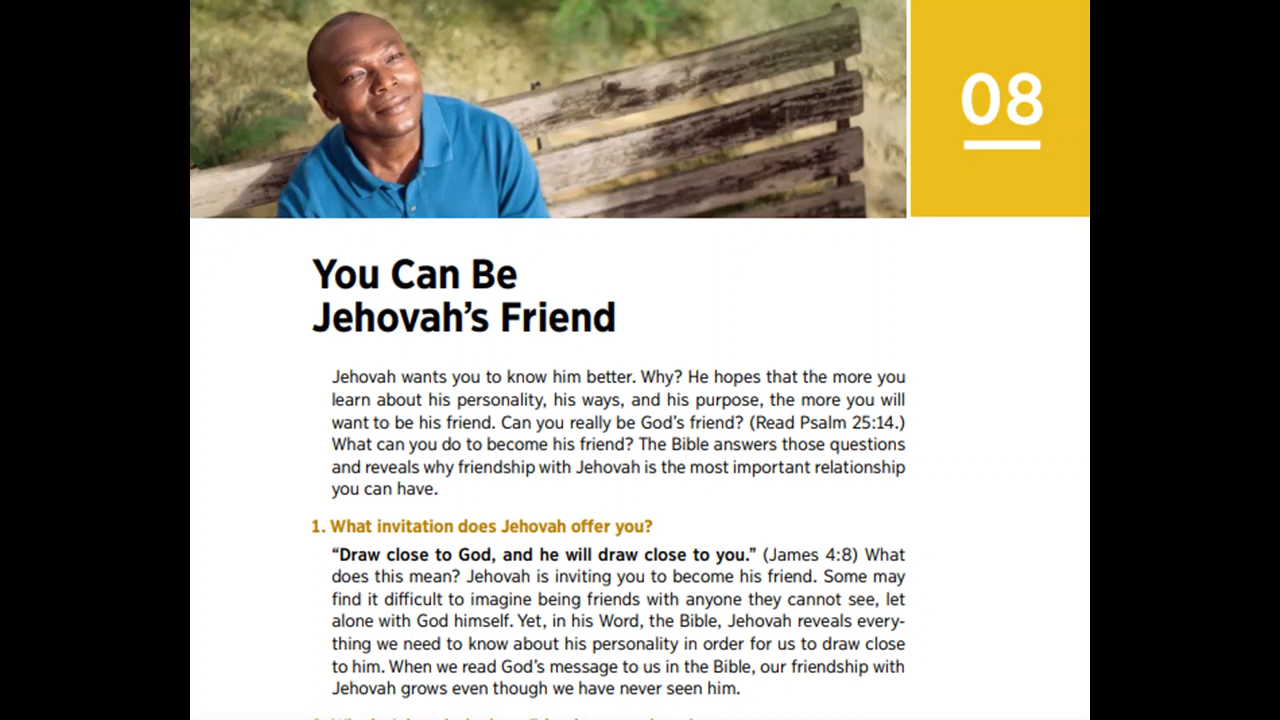 08
You Can Be
Jehovah’s Friend
Jehovah wants you to know him better. Why? He hopes that the more you
learn about his personality, his ways, and his purpose, the more you will
want to be his friend. Can you really be God’s friend? (Read Psalm 25:14.)
What can you do to become his friend? The Bible answers those questions
and reveals why friendship with Jehovah is the most important relationship
you can have.
1. What invitation does Jehovah offer you?
“Draw close to God, and he will draw close to you.” (James 4:8) What
does this mean? Jehovah is inviting you to become his friend. Some may
find it difficult to imagine being friends with anyone they cannot see, let
alone with God himself. Yet, in his Word, the Bible, Jehovah reveals every-
thing we need to know about his personality in order for us to draw close
to him. When we read God’s message to us in the Bible, our friendship with
Jehovah grows even though we have never seen him.